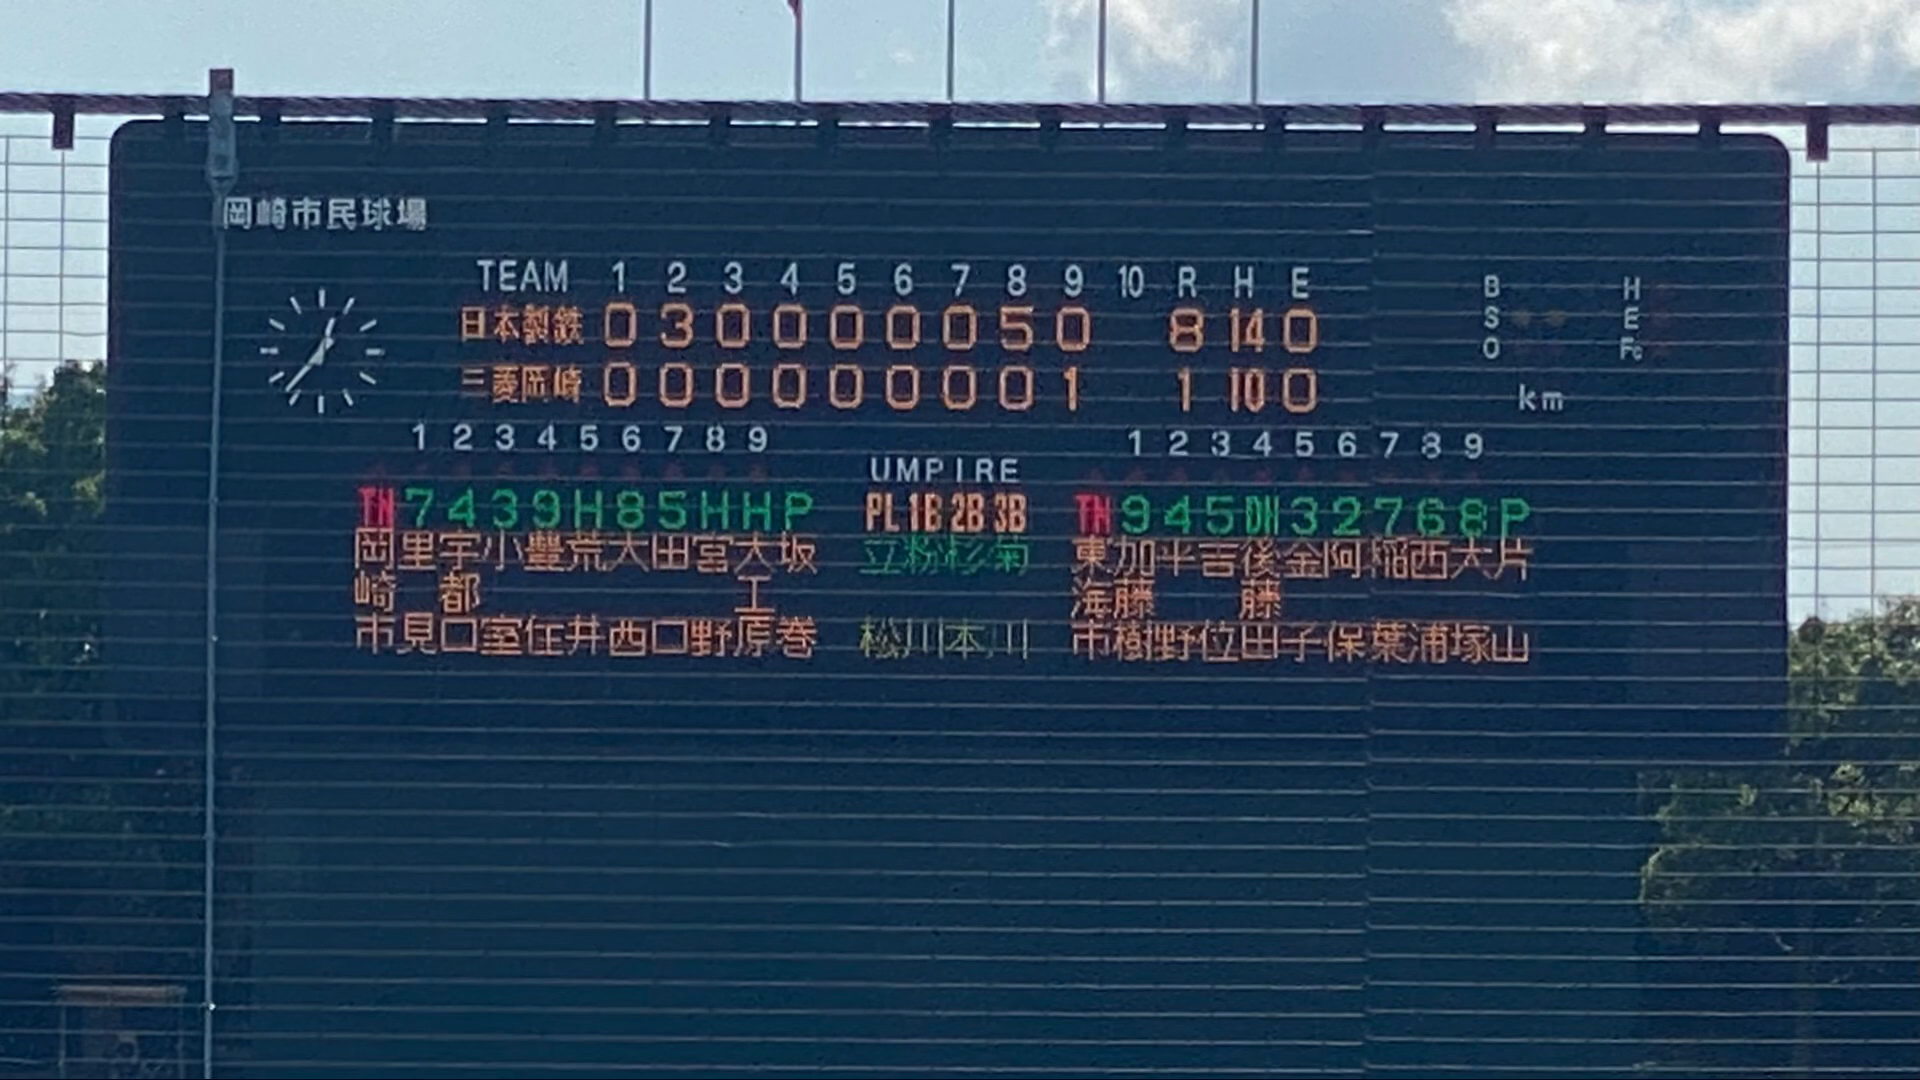 岡崎市民球場
TEAM 1 2 3 4 5 6 7 8 9 10 R H E
日本製鉄 0 3 0 0 0 0 0 5 0 8 14 0
三菱岡崎 0 0 0 0 0 0 0 0 1 1 10 0
B H
S E
O Fc
km
1 2 3 4 5 6 7 8 9
TN 7 4 3 9 H 8 5 H H P
岡崎市
里見
宇都口
小室
豊住
荒井
大西
田口
宮野
大工原
坂巻
UMPIRE
PL 1B 2B 3B
立松
粉川
杉本
菊川
1 2 3 4 5 6 7 8 9
TN 9 4 5 DH 3 2 7 6 8 P
東海市
加藤樹
平野
吉位
後藤田
金子
阿保
稲葉
西浦
大塚
片山